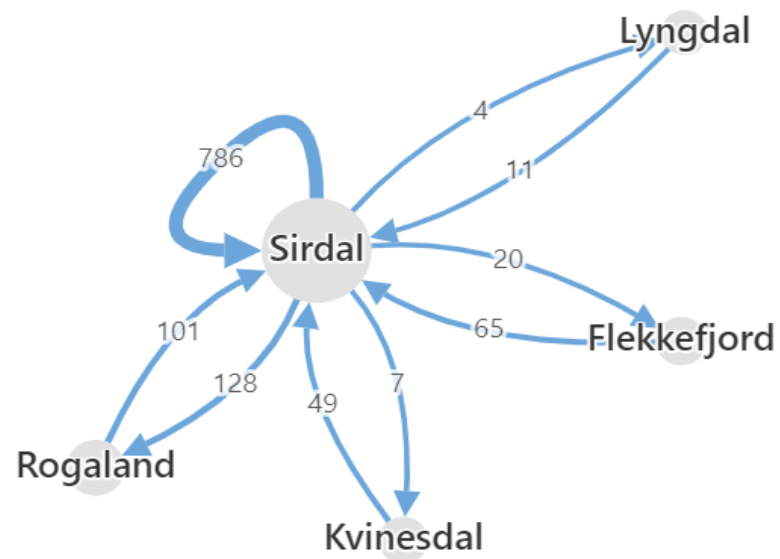 Lyngdal
4
786
11
Sirdal
20
65
Flekkefjord
101
128
7
49
Rogaland
Kvinesdal